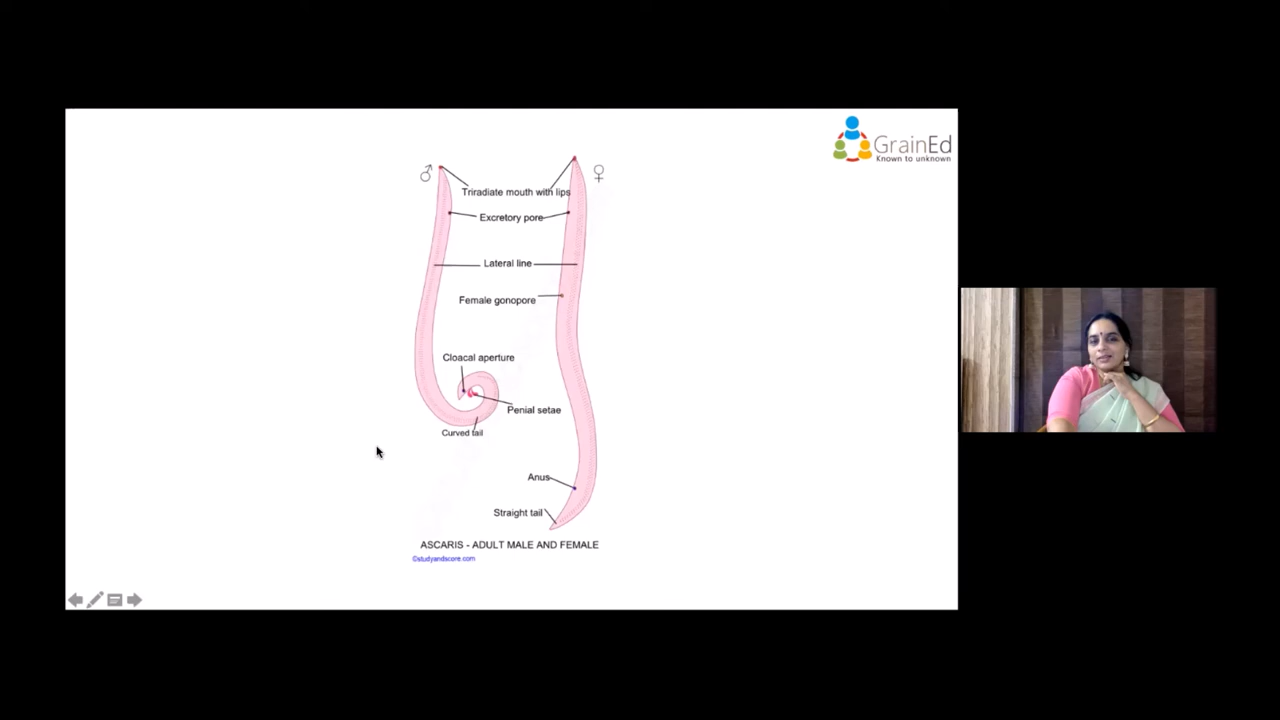 GrainEd
Known to unknown
♂
♀
Triradiate mouth with lips
Excretory pore
Lateral line
Female gonopore
Cloacal aperture
Penial setae
Curved tail
Anus
Straight tail
ASCARIS - ADULT MALE AND FEMALE
©studyandscore.com